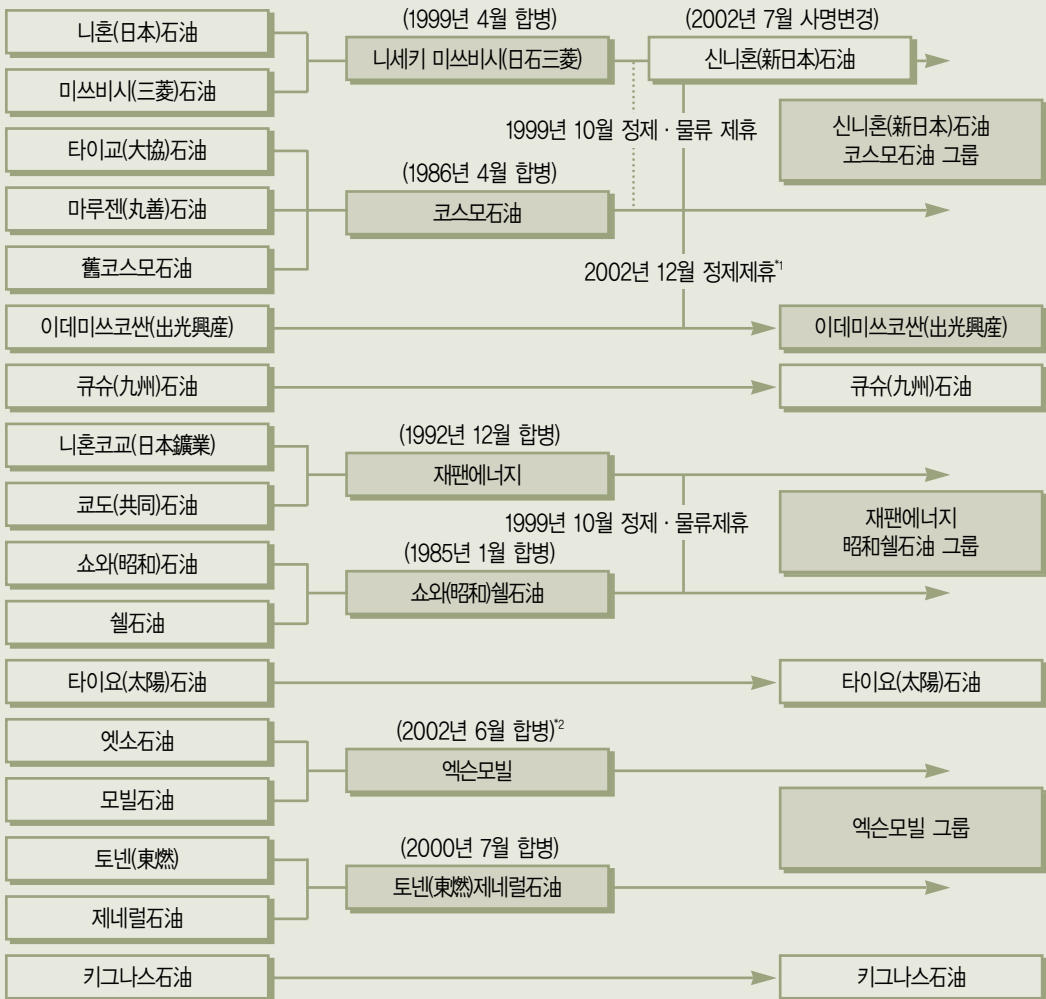 (1999년 4월 합병)
(2002년 7월 사명변경)
니혼(日本)石油
니세키 미쓰비시(日石三菱)
신니혼(新日本)石油
미쓰비시(三菱)石油
1999년 10월 정제 · 물류 제휴
신니혼(新日本)石油
코스모石油 그룹
타이교(大協)石油
(1986년 4월 합병)
마루젠(丸善)石油
코스모石油
舊코스모石油
2002년 12월 정제제휴*1
이데미쓰코싼(出光興産)
이데미쓰코싼(出光興産)
큐슈(九州)石油
큐슈(九州)石油
니혼코교(日本鑛業)
(1992년 12월 합병)
재팬에너지
쿄도(共同)石油
1999년 10월 정제 · 물류제휴
재팬에너지
昭和쉘石油 그룹
쇼와(昭和)石油
(1985년 1월 합병)
쇼와(昭和)쉘石油
쉘石油
타이요(太陽)石油
타이요(太陽)石油
엣소石油
(2002년 6월 합병)*2
엑슨모빌
모빌石油
엑슨모빌 그룹
토넨(東燃)
(2000년 7월 합병)
토넨(東燃)제네럴石油
제네럴石油
키그나스石油
키그나스石油